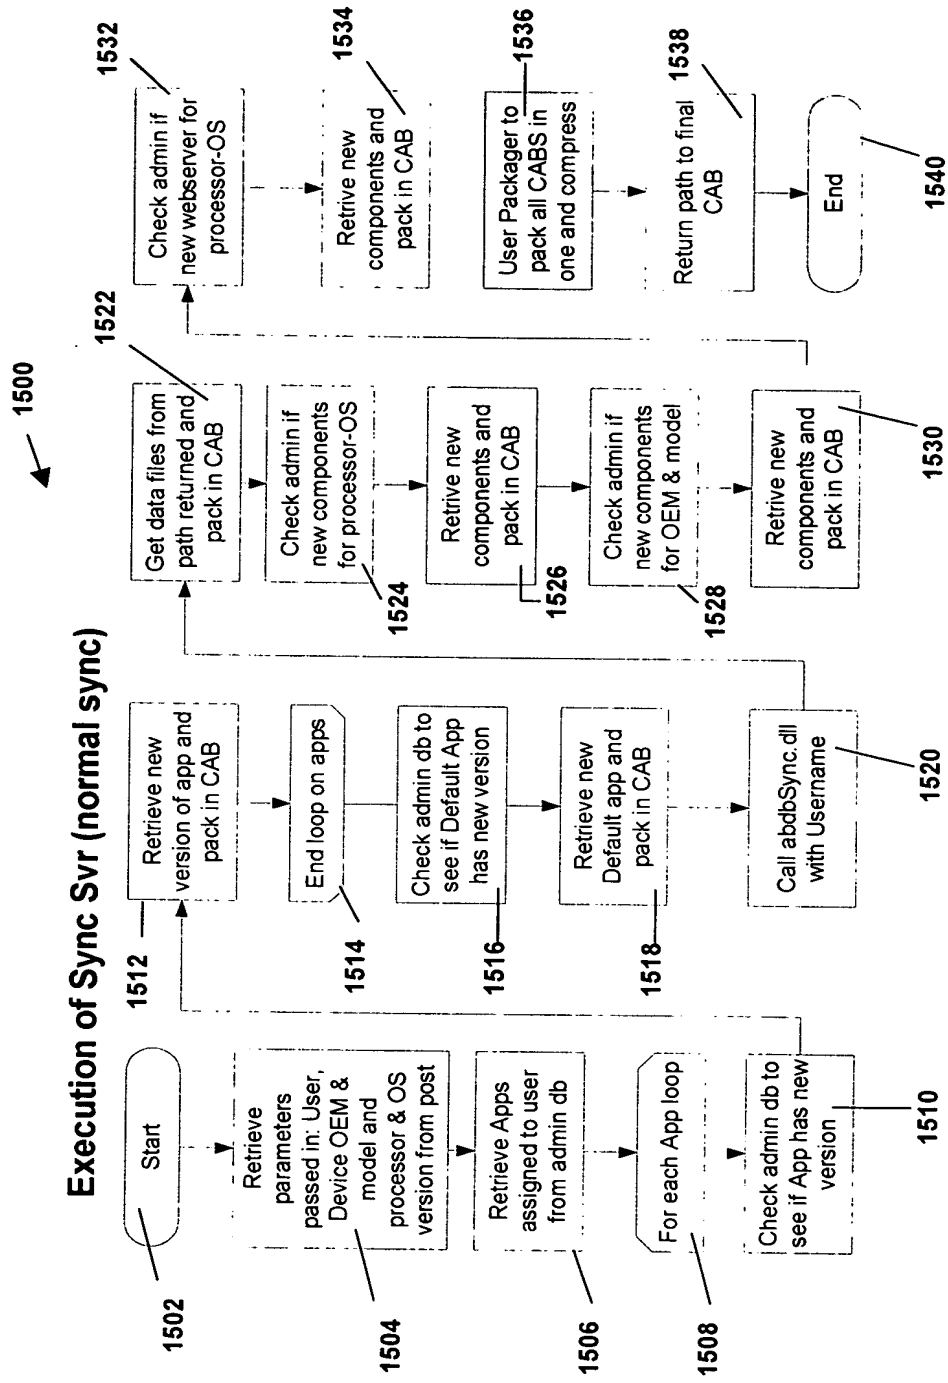 Execution of Sync Svr (normal sync)
1500
Start
1502
Retrieve
parameters
passed in: User,
Device OEM &
model and
processor & OS
version from post
1504
Retrieve Apps
assigned to user
from admin db
1506
For each App loop
1508
Check admin db to
see if App has new
version
1510
Retrieve new
version of app and
pack in CAB
1512
End loop on apps
1514
Check admin db to
see if Default App
has new version
1516
Retrieve new
Default app and
pack in CAB
1518
Call abdbSync.dll
with Username
1520
Get data files from
path returned and
pack in CAB
1522
Check admin if
new components
for processor-OS
1524
Retrive new
components and
pack in CAB
1526
Check admin if
new components
for OEM & model
1528
Retrive new
components and
pack in CAB
1530
Check admin if
new webserver for
processor-OS
1532
Retrive new
components and
pack in CAB
1534
User Packager to
pack all CABS in
one and compress
1536
Return path to final
CAB
1538
End
1540